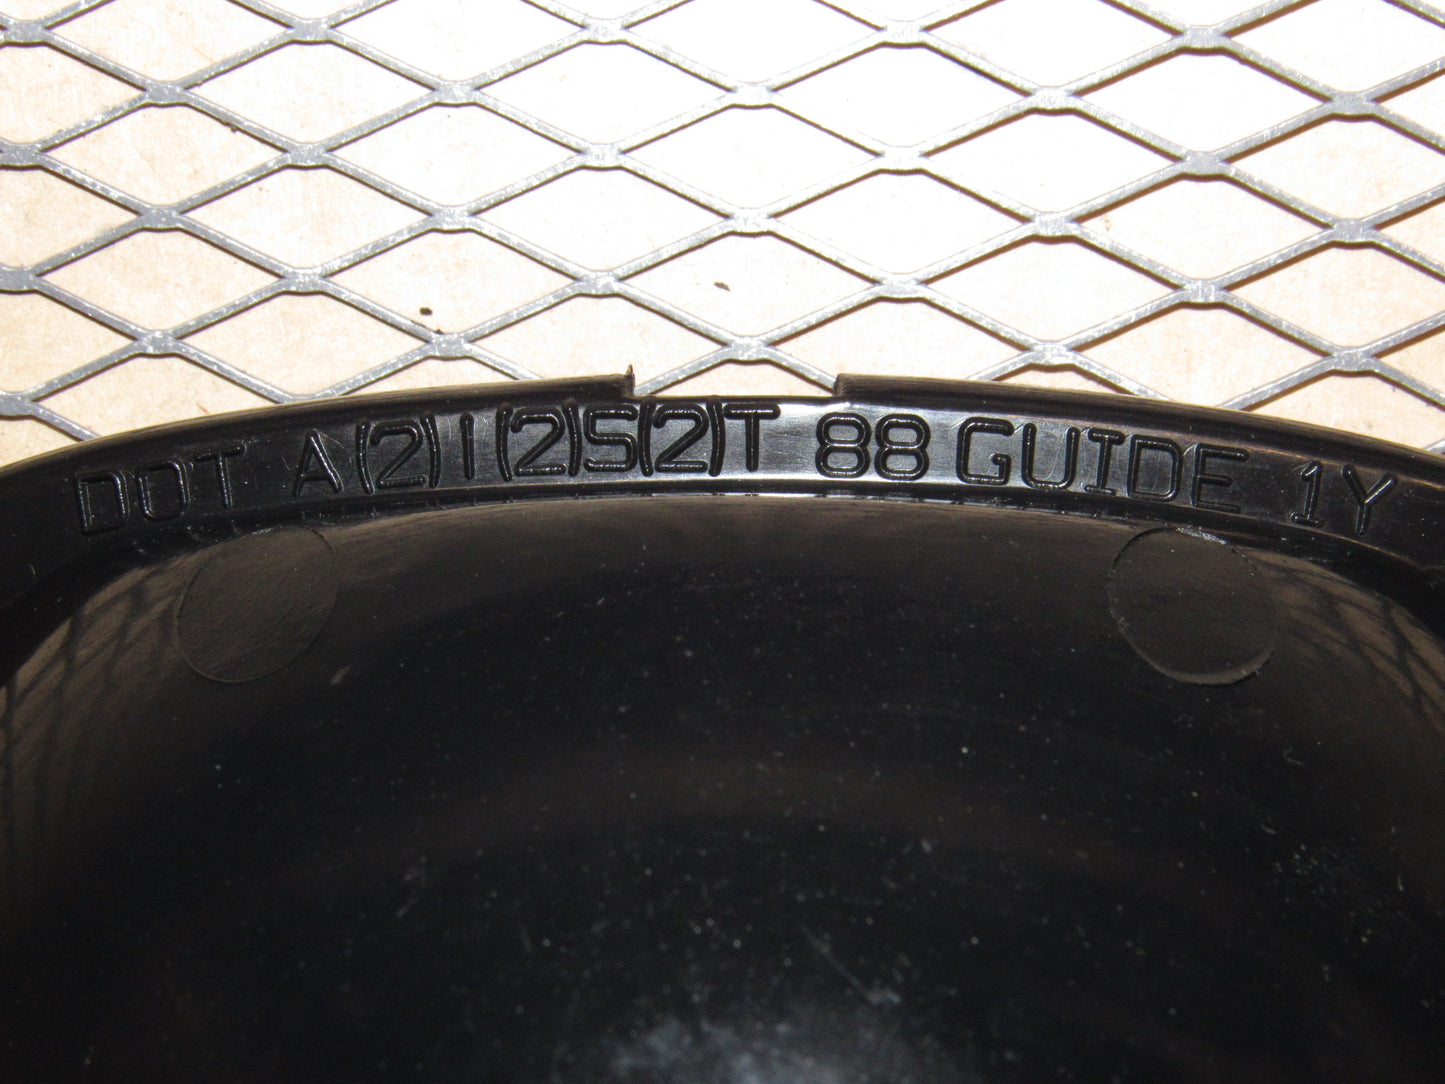 DOT A(2)I(2)S(2)T 88 GUIDE 1Y